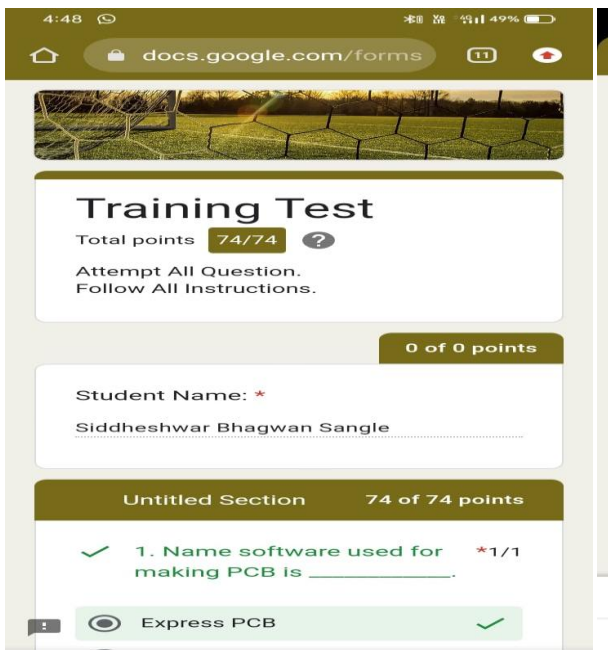 4:48 49%
docs.google.com/forms 11
Training Test
Total points 74/74 ?
Attempt All Question.
Follow All Instructions.
0 of 0 points
Student Name: *
Siddheshwar Bhagwan Sangle
Untitled Section 74 of 74 points
1. Name software used for *1/1
making PCB is ____________.
Express PCB